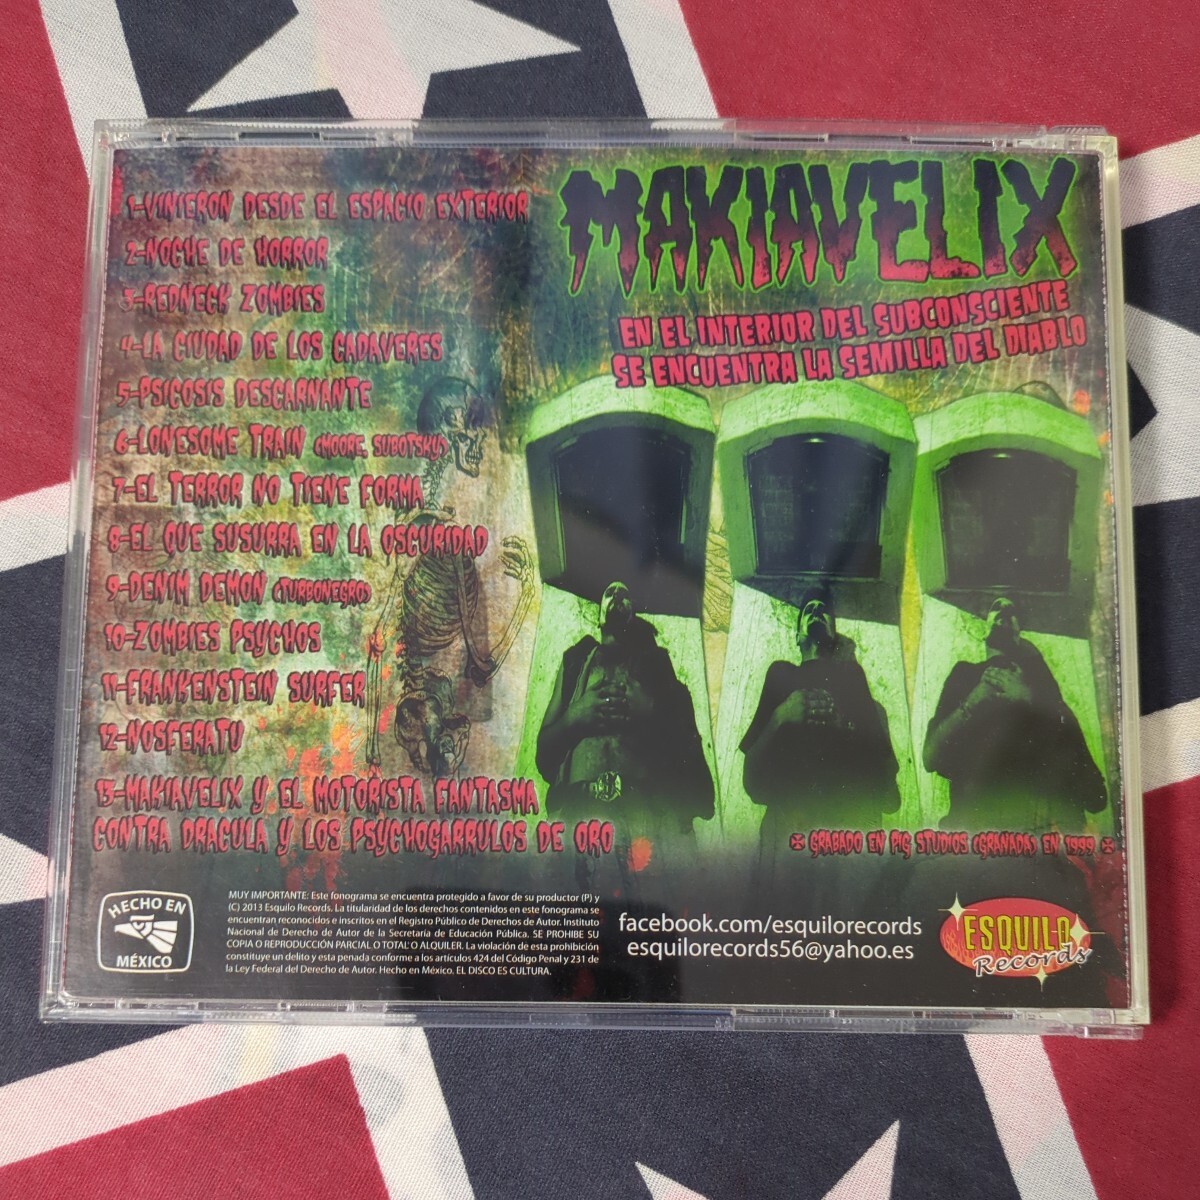 1-VINIERON DESDE EL ESPACIO EXTERIOR
2-NOCHE DE HORROR
3-REDNECK ZOMBIES
4-LA CIUDAD DE LOS CADAVERES
5-PSICOSIS DESCARNANTE
6-LONESOME TRAIN (MOORE, SUBOTSKY)
7-EL TERROR NO TIENE FORMA
8-EL QUE SUSURRA EN LA OSCURIDAD
9-DENIM DEMON (TURBONEGRO)
10-ZOMBIES PSYCHOS
11-FRANKENSTEIN SURFER
12-NOSFERATU
13-MAKIAVELIX Y EL MOTORISTA FANTASMA
CONTRA DRACULA Y LOS PSYCHOGARRULOS DE ORO
MAKIAVELIX
EN EL INTERIOR DEL SUBCONSCIENTE
SE ENCUENTRA LA SEMILLA DEL DIABLO
GRABADO EN PIG STUDIOS (GRANADA) EN 1999
HECHO EN
MÉXICO
MUY IMPORTANTE: Este fonograma se encuentra protegido a favor de su productor (P) y
(C) 2013 Esquilo Records. La titularidad de los derechos contenidos en este fonograma se
encuentran reconocidos e inscritos en el Registro Público de Derechos de Autor. Instituto
Nacional de Derecho de Autor de la Secretaría de Educación Pública. SE PROHIBE SU
COPIA O REPRODUCCIÓN PARCIAL O TOTAL O ALQUILER. La violación de esta prohibición
constituye un delito y esta penada conforme a los artículos 424 del Código Penal y 231 de
la Ley Federal del Derecho de Autor. Hecho en México. EL DISCO ES CULTURA.
facebook.com/esquilorecords
esquilorecords56@yahoo.es
ESQUILO
Records